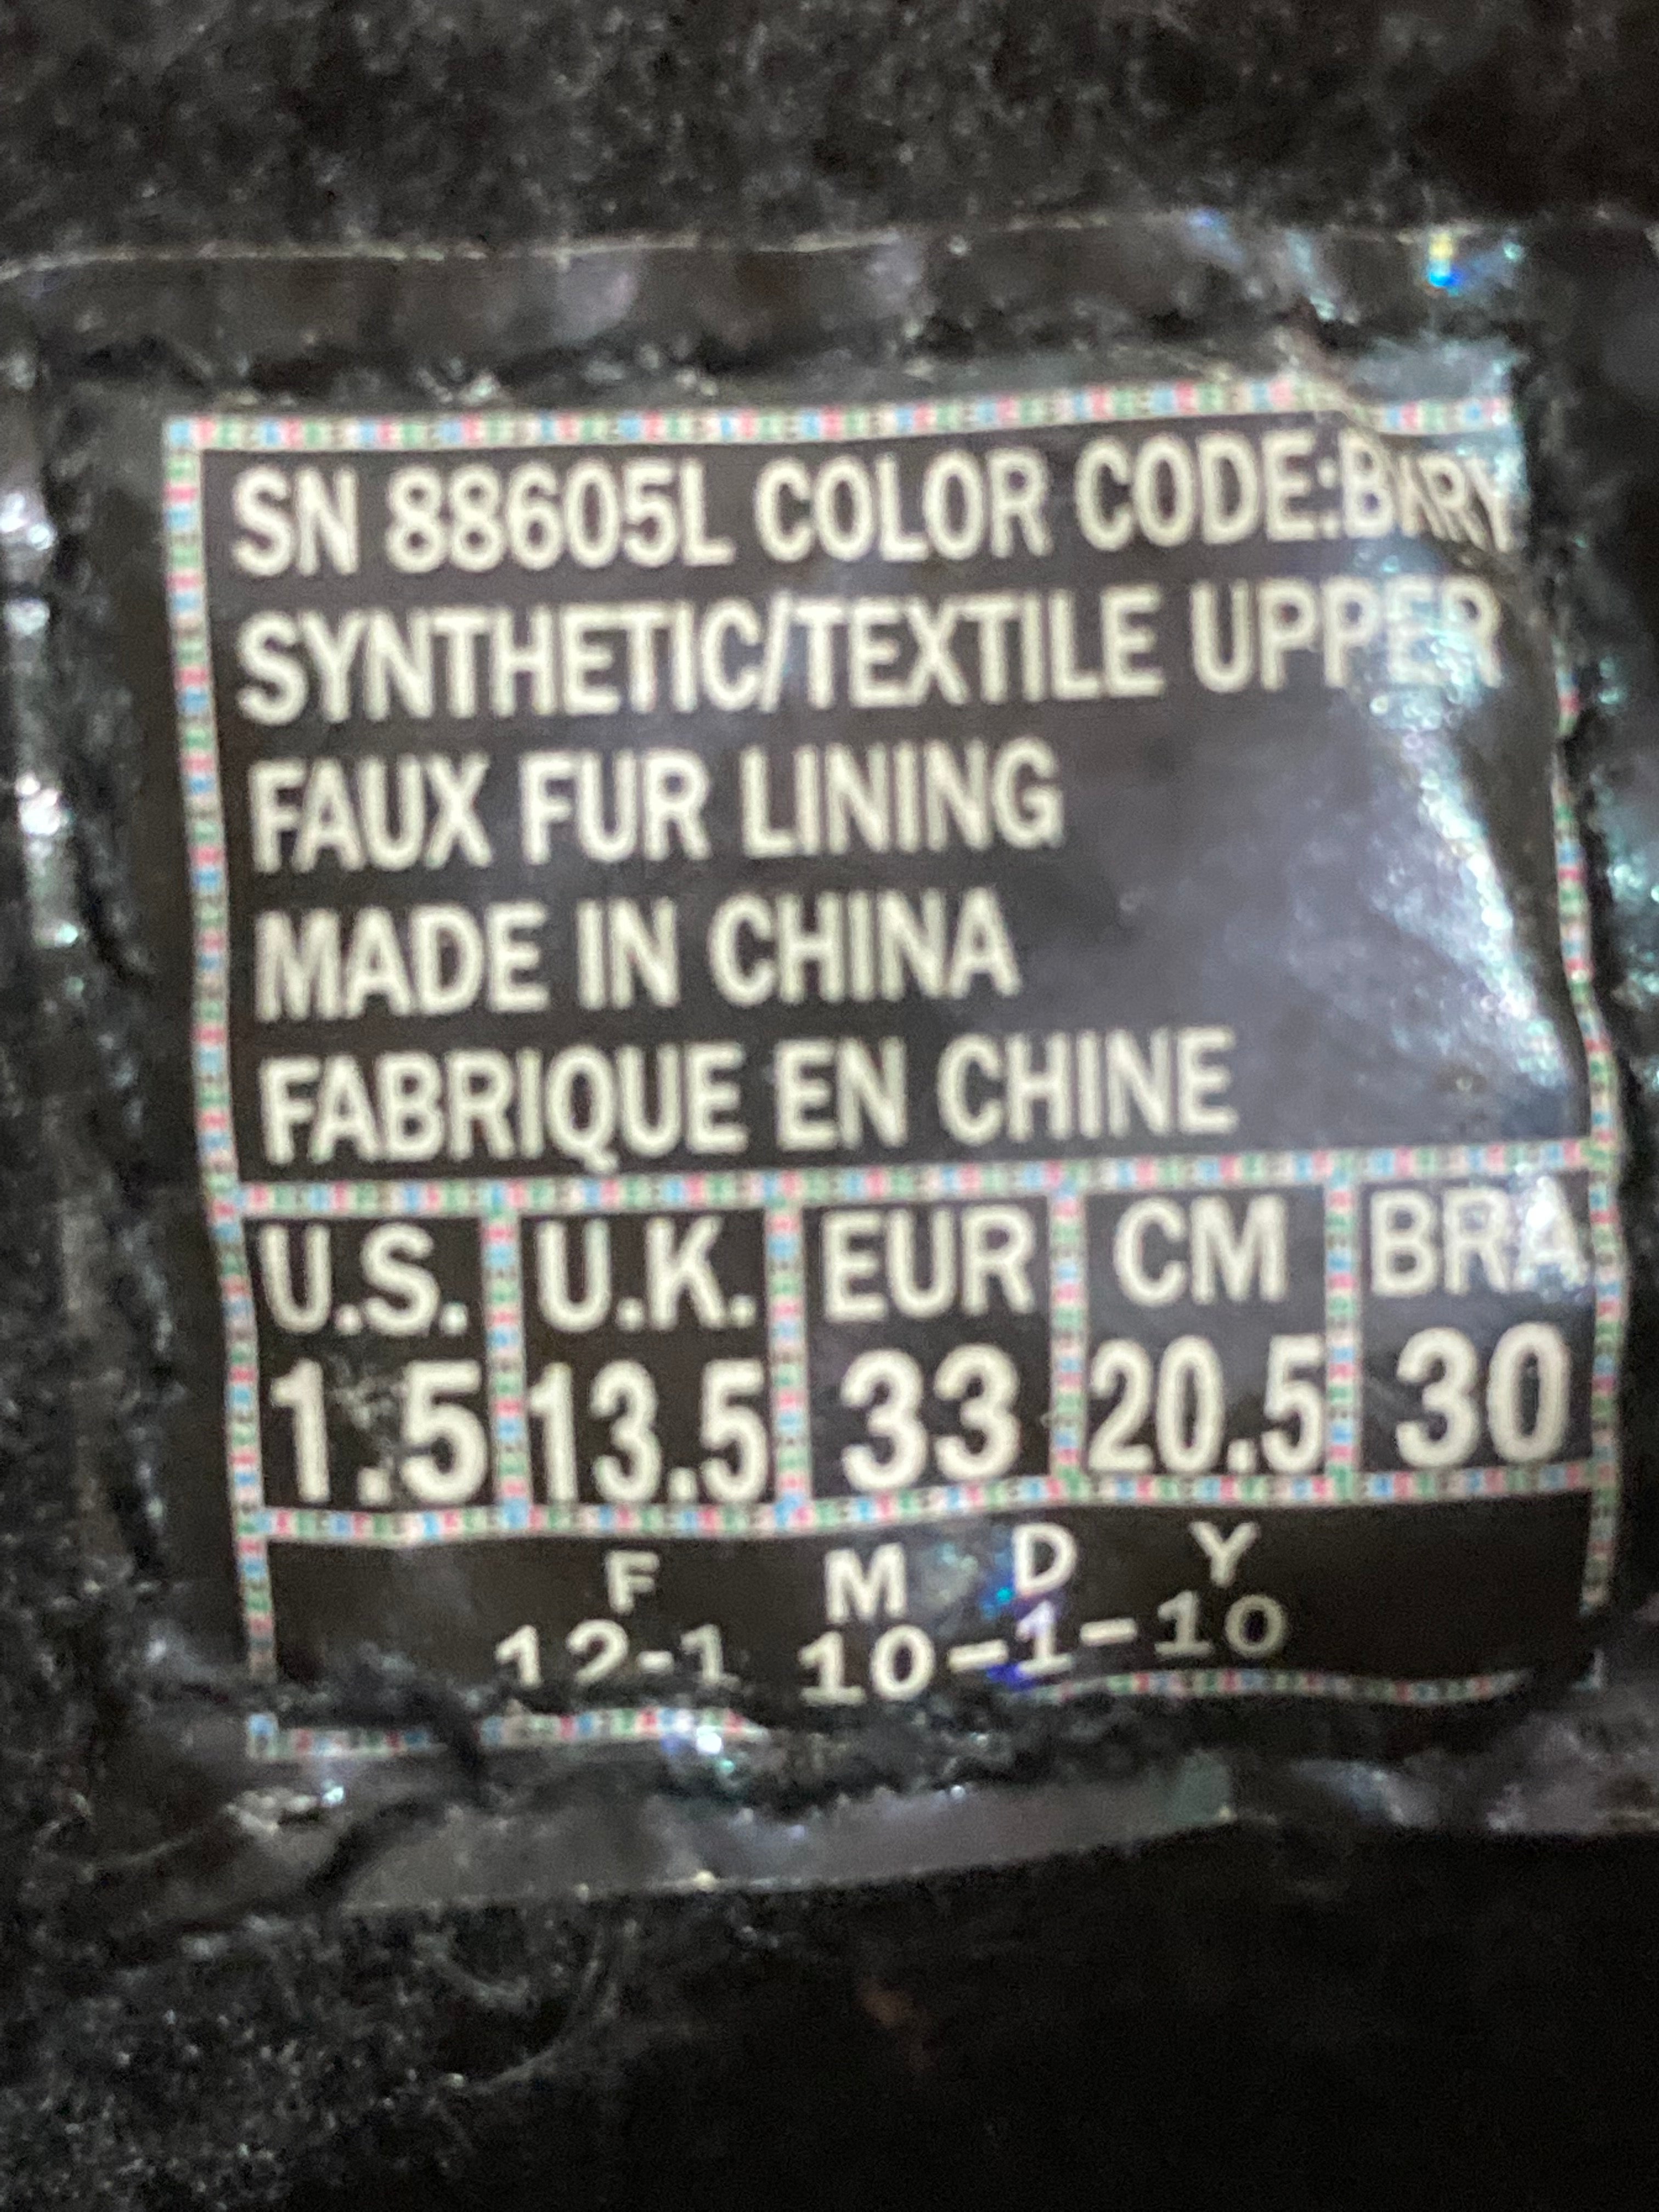 SN 88605L COLOR CODE:
SYNTHETIC/TEXTILE UPPER
FAUX FUR LINING
MADE IN CHINA
FABRIQUE EN CHINE
U.S. U.K. EUR CM BRA
1.5 13.5 33 20.5 30
F M D Y
12-1 10-1-10